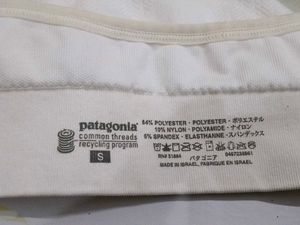 patagonia
common threads
recycling program
S
84% POLYESTER · POLYESTER · ポリエステル
10% NYLON · POLYAMIDE · ナイロン
6% SPANDEX · ELASTHANNE · スパンデックス
RN# 51884
パタゴニア
MADE IN ISRAEL, FABRIQUE EN ISRAEL